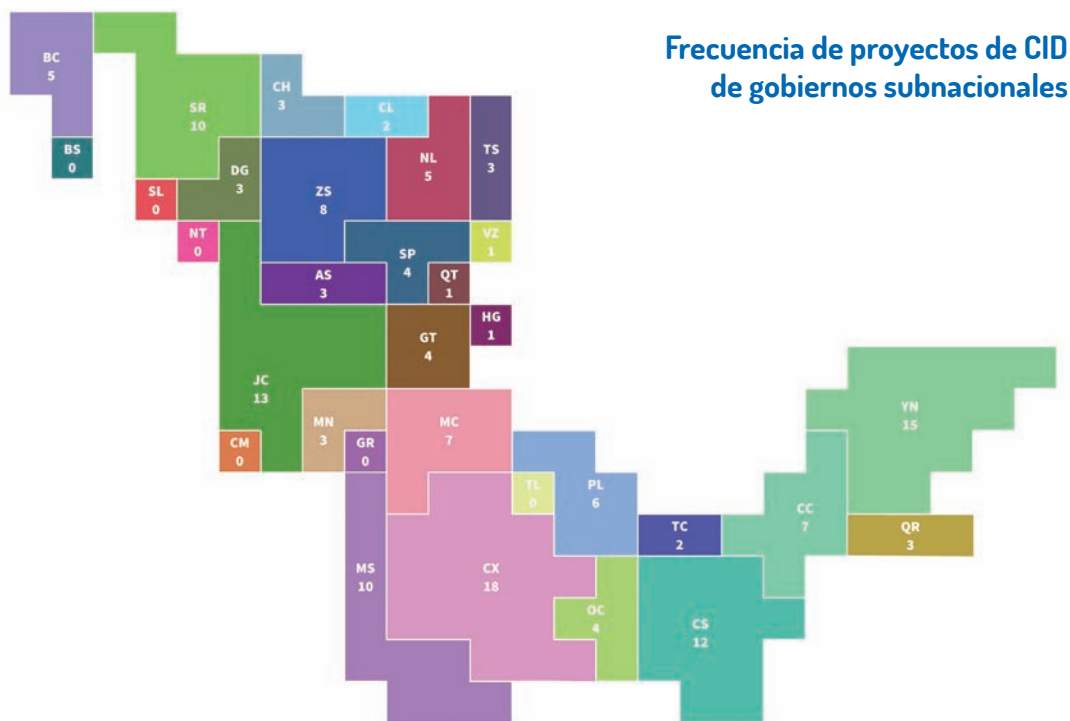 Frecuencia de proyectos de CID
de gobiernos subnacionales
BC
5
BS
0
SR
10
CH
3
CL
2
NL
5
TS
3
DG
3
SL
0
ZS
8
NT
0
SP
4
VZ
1
AS
3
QT
1
HG
1
GT
4
JC
13
MN
3
MC
7
CM
0
GR
0
YN
15
TL
0
PL
6
CC
7
TC
2
QR
3
MS
10
CX
18
OC
4
CS
12